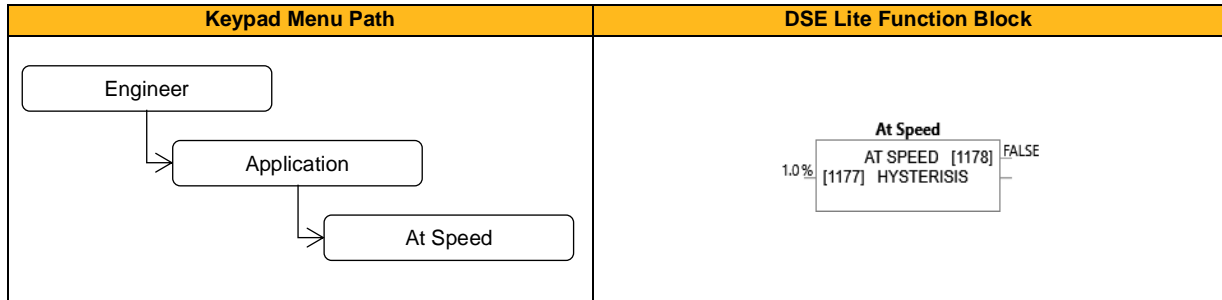 Keypad Menu Path
DSE Lite Function Block
Engineer
Application
At Speed
At Speed
AT SPEED [1178] FALSE
1.0% [1177] HYSTERISIS